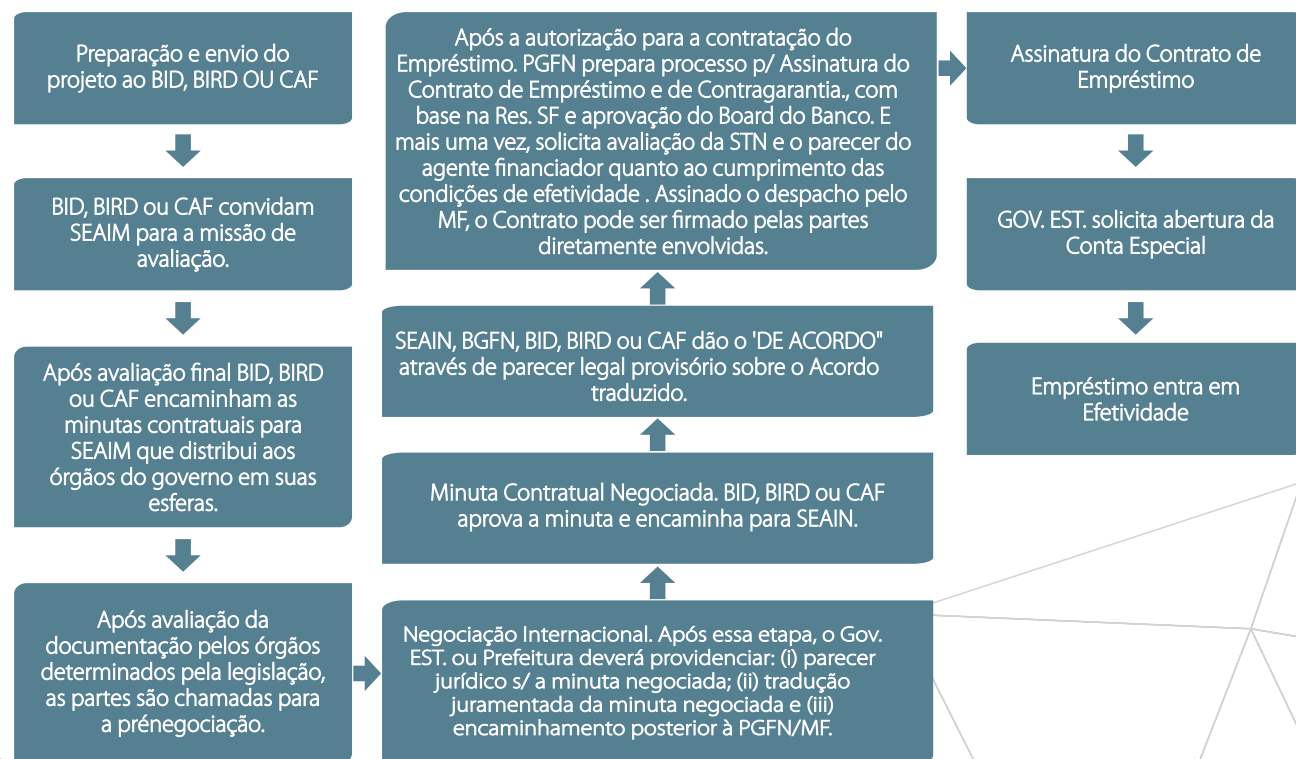 Preparação e envio do
projeto ao BID, BIRD OU CAF
BID, BIRD ou CAF convidam
SEAIM para a missão de
avaliação.
Após avaliação final BID, BIRD
ou CAF encaminham as
minutas contratuais para
SEAIM que distribui aos
órgãos do governo em suas
esferas.
Após avaliação da
documentação pelos órgãos
determinados pela legislação,
as partes são chamadas para
a prénegociação.
Negociação Internacional. Após essa etapa, o Gov.
EST. ou Prefeitura deverá providenciar: (i) parecer
jurídico s/ a minuta negociada; (ii) tradução
juramentada da minuta negociada e (iii)
encaminhamento posterior à PGFN/MF.
Minuta Contratual Negociada. BID, BIRD ou CAF
aprova a minuta e encaminha para SEAIN.
SEAIN, BGFN, BID, BIRD ou CAF dão o 'DE ACORDO"
através de parecer legal provisório sobre o Acordo
traduzido.
Após a autorização para a contratação do
Empréstimo. PGFN prepara processo p/ Assinatura do
Contrato de Empréstimo e de Contragarantia., com
base na Res. SF e aprovação do Board do Banco. E
mais uma vez, solicita avaliação da STN e o parecer do
agente financiador quanto ao cumprimento das
condições de efetividade . Assinado o despacho pelo
MF, o Contrato pode ser firmado pelas partes
diretamente envolvidas.
Assinatura do Contrato de
Empréstimo
GOV. EST. solicita abertura da
Conta Especial
Empréstimo entra em
Efetividade